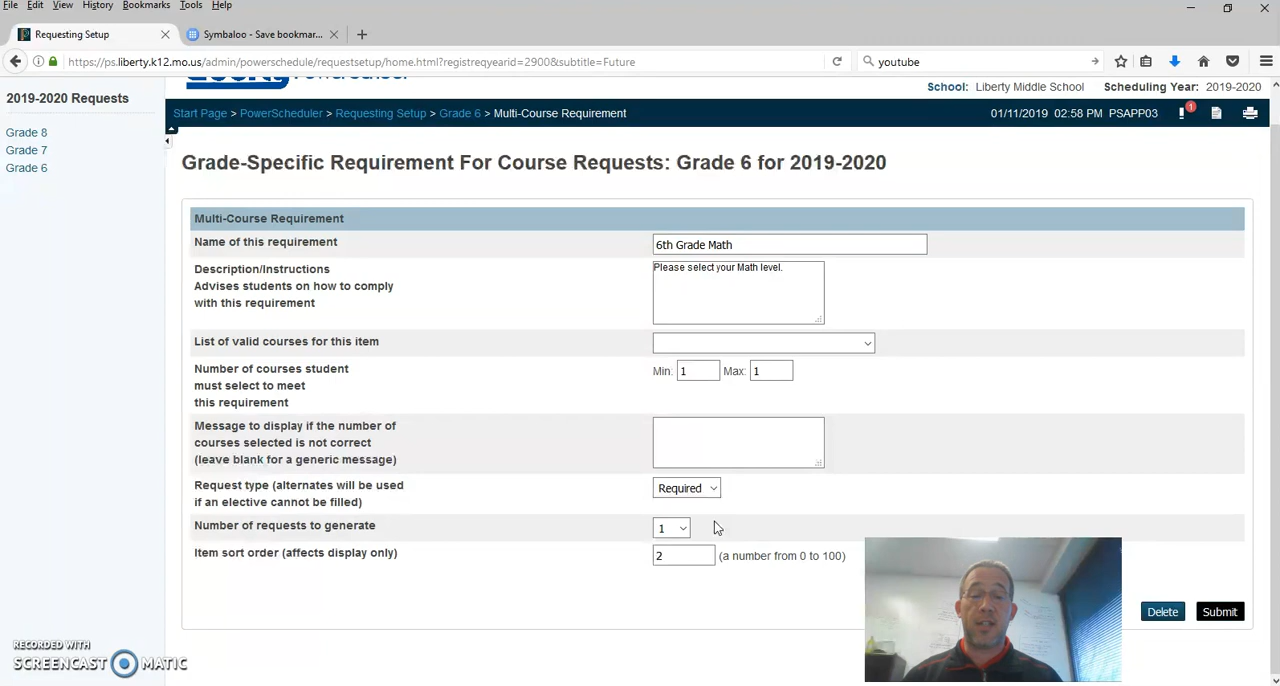 File Edit View History Bookmarks Tools Help
Requesting Setup
Symbaloo - Save bookmar...
https://ps.liberty.k12.mo.us/admin/powerschedule/requestsetup/home.html?registreqyearid=2900&subtitle=Future
youtube
2019-2020 Requests
School: Liberty Middle School Scheduling Year: 2019-2020
Start Page > PowerScheduler > Requesting Setup > Grade 6 > Multi-Course Requirement
01/11/2019 02:58 PM PSAPP03
1
Grade 8
Grade 7
Grade 6
Grade-Specific Requirement For Course Requests: Grade 6 for 2019-2020
Multi-Course Requirement
Name of this requirement
6th Grade Math
Description/Instructions
Advises students on how to comply
with this requirement
Please select your Math level.
List of valid courses for this item
Number of courses student
must select to meet
this requirement
Min: 1 Max: 1
Message to display if the number of
courses selected is not correct
(leave blank for a generic message)
Request type (alternates will be used
if an elective cannot be filled)
Required
Number of requests to generate
1
Item sort order (affects display only)
2 (a number from 0 to 100)
Delete Submit
RECORDED WITH
SCREENCAST MATIC